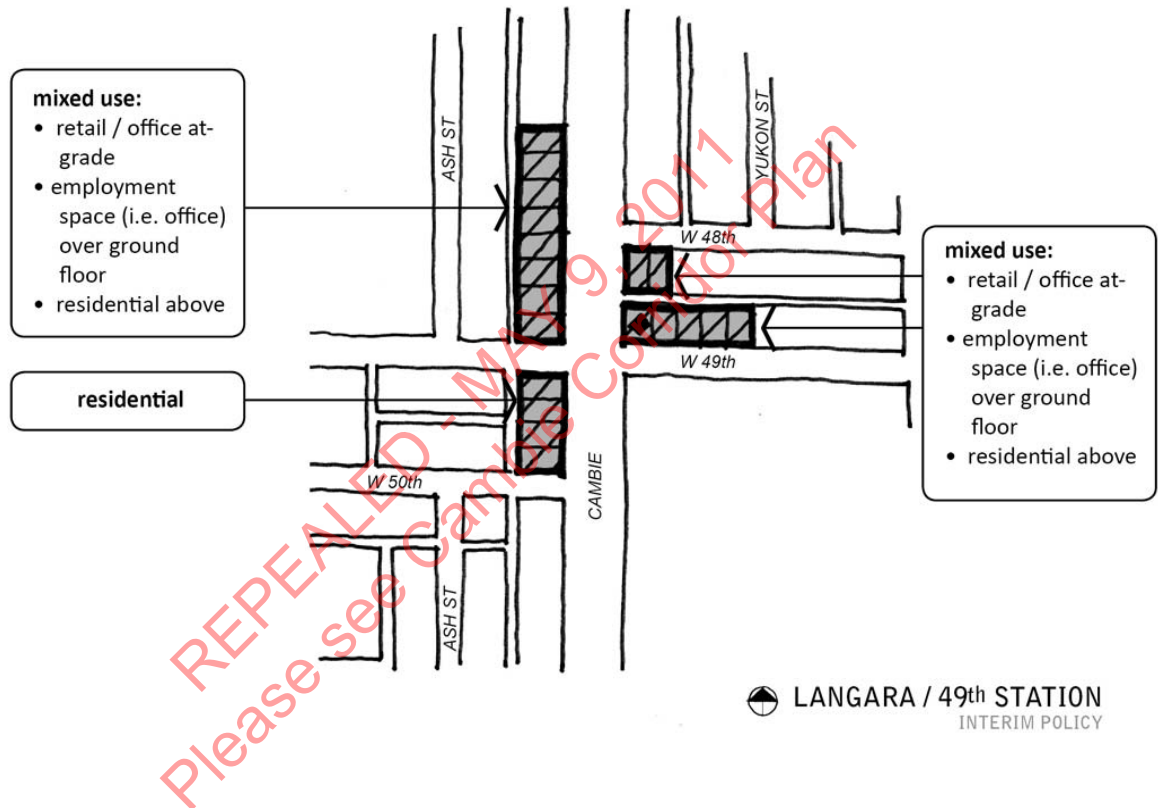 mixed use:
• retail / office at-
grade
• employment
space (i.e. office)
over ground
floor
• residential above
residential
ASH ST
YUKON ST
W 48th
W 49th
mixed use:
• retail / office at-
grade
• employment
space (i.e. office)
over ground
floor
• residential above
W 50th
CAMBIE
ASH ST
REPEALED - MAY 9, 2011
Please see Cambie Corridor Plan
LANGARA / 49th STATION
INTERIM POLICY